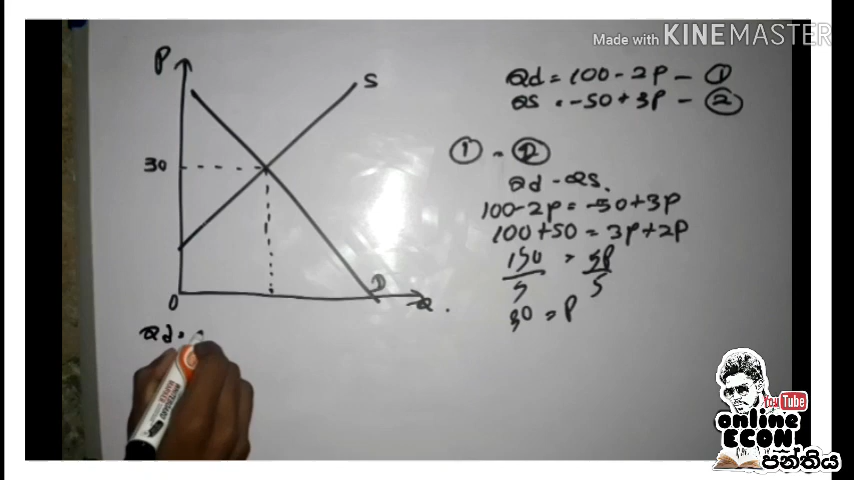 Made with KINEMASTER
P
S
30
D
0
Q.
Qd =
Qd = 100 - 2P - ①
QS = -50 + 3P - ②
① = ②
Qd = QS.
100 - 2P = -50 + 3P
100 + 50 = 3P + 2P
150 = 5P
5 5
30 = P
YouTube
online
ECON
පන්තිය